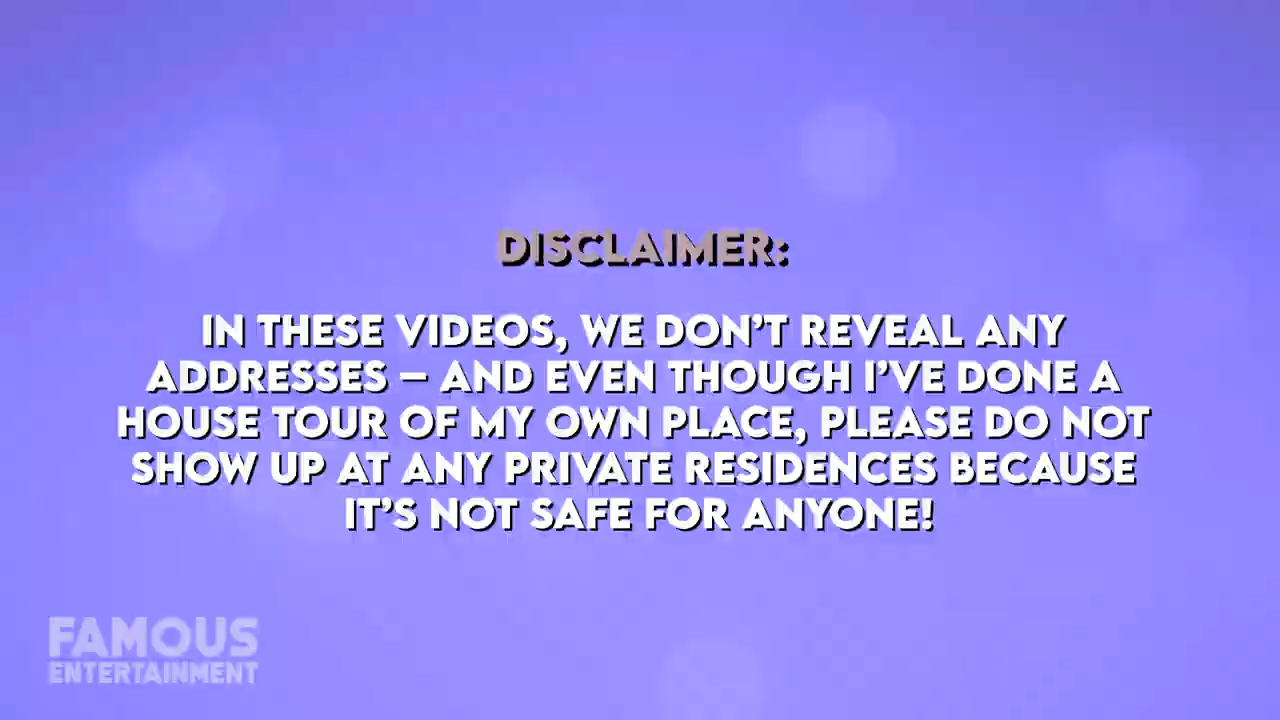 DISCLAIMER:
IN THESE VIDEOS, WE DON'T REVEAL ANY
ADDRESSES – AND EVEN THOUGH I'VE DONE A
HOUSE TOUR OF MY OWN PLACE, PLEASE DO NOT
SHOW UP AT ANY PRIVATE RESIDENCES BECAUSE
IT'S NOT SAFE FOR ANYONE!
FAMOUS
ENTERTAINMENT